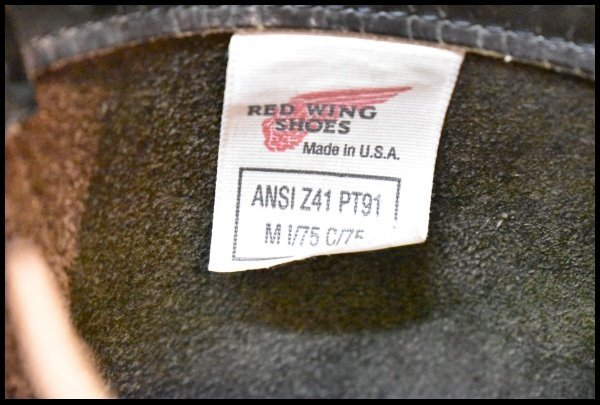 RED WING
SHOES
Made in U.S.A.
ANSI Z41 PT91
M I/75 C/75